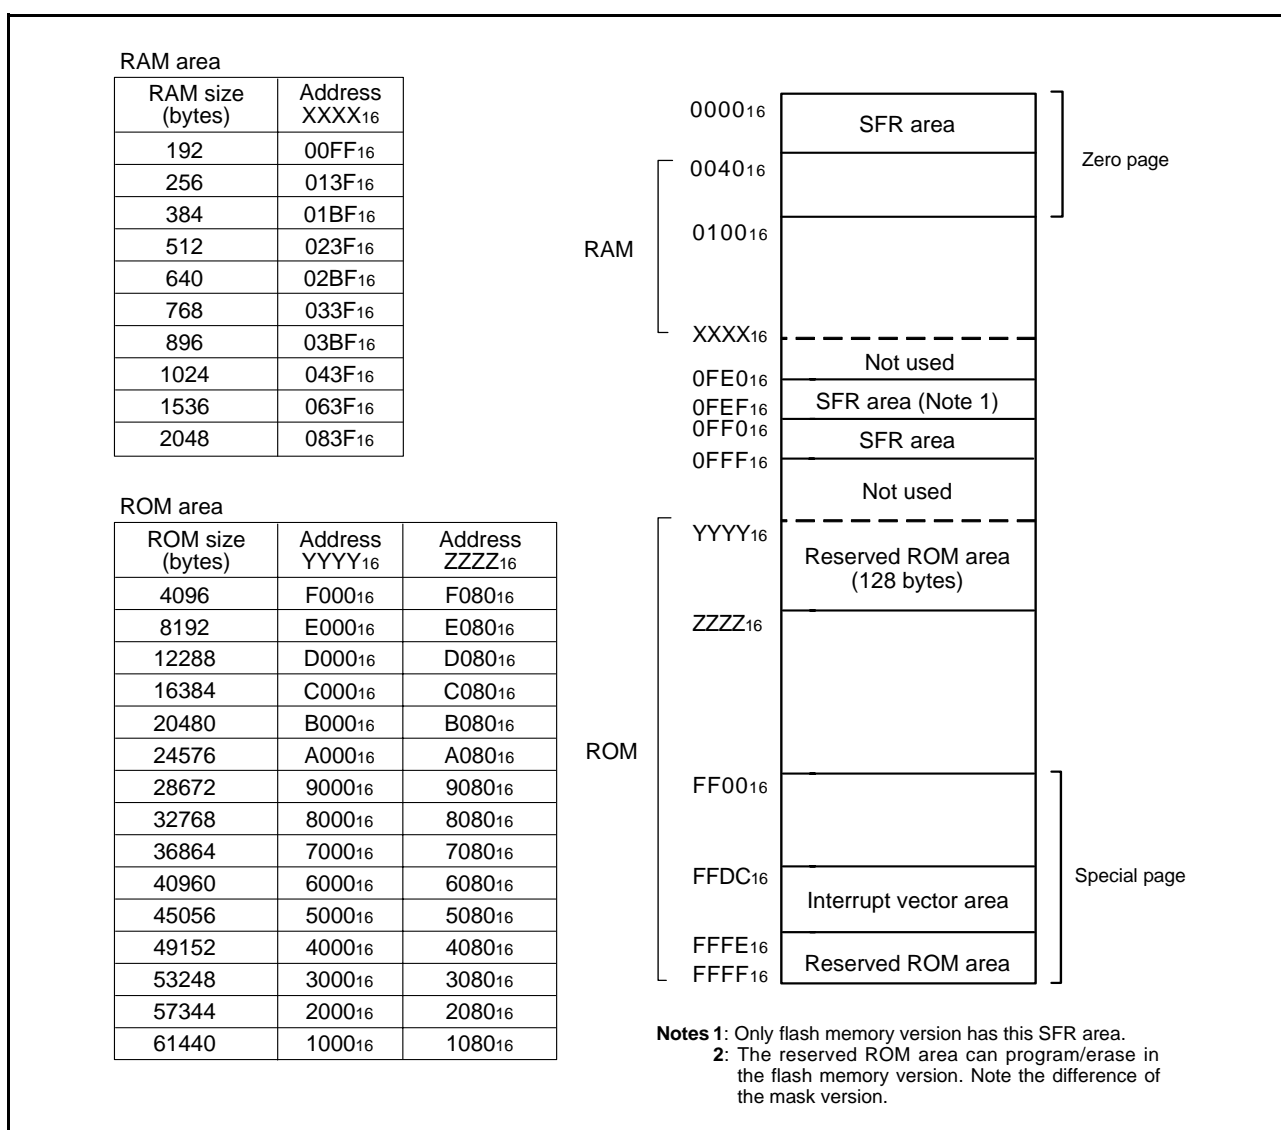 RAM area
RAM size (bytes) Address XXXX16
192 00FF16
256 013F16
384 01BF16
512 023F16
640 02BF16
768 033F16
896 03BF16
1024 043F16
1536 063F16
2048 083F16
ROM area
ROM size (bytes) Address YYYY16 Address ZZZZ16
4096 F00016 F08016
8192 E00016 E08016
12288 D00016 D08016
16384 C00016 C08016
20480 B00016 B08016
24576 A00016 A08016
28672 900016 908016
32768 800016 808016
36864 700016 708016
40960 600016 608016
45056 500016 508016
49152 400016 408016
53248 300016 308016
57344 200016 208016
61440 100016 108016
000016
SFR area
Zero page
004016
010016
RAM
XXXX16
Not used
0FE016
SFR area (Note 1)
0FEF16
0FF016
SFR area
0FFF16
Not used
YYYY16
Reserved ROM area
(128 bytes)
ZZZZ16
ROM
FF0016
FFDC16
Special page
Interrupt vector area
FFFE16
Reserved ROM area
FFFF16
Notes 1: Only flash memory version has this SFR area.
2: The reserved ROM area can program/erase in
the flash memory version. Note the difference of
the mask version.